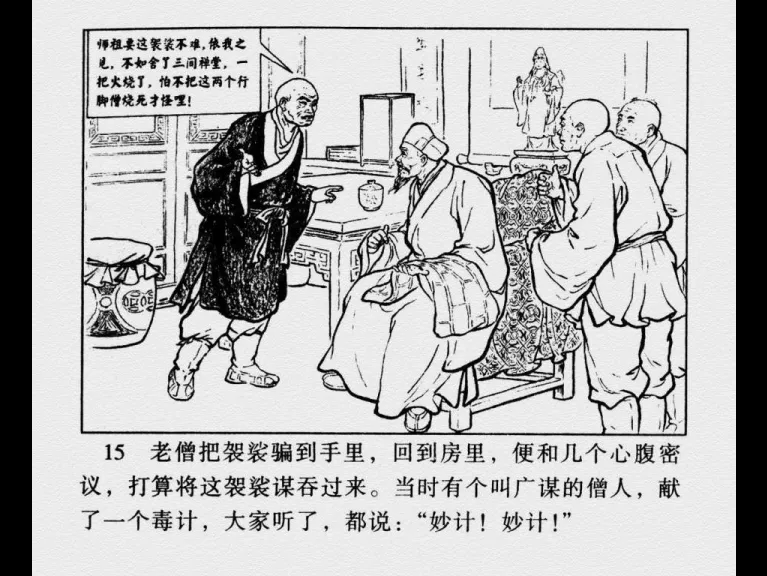 师祖要这袈裟不难，依我之
见，不如舍了三间禅堂，一
把火烧了，怕不把这两个行
脚僧烧死才怪哩！
15 老僧把袈裟骗到手里，回到房里，便和几个心腹密
议，打算将这袈裟谋吞过来。当时有个叫广谋的僧人，献
了一个毒计，大家听了，都说：“妙计！妙计！”